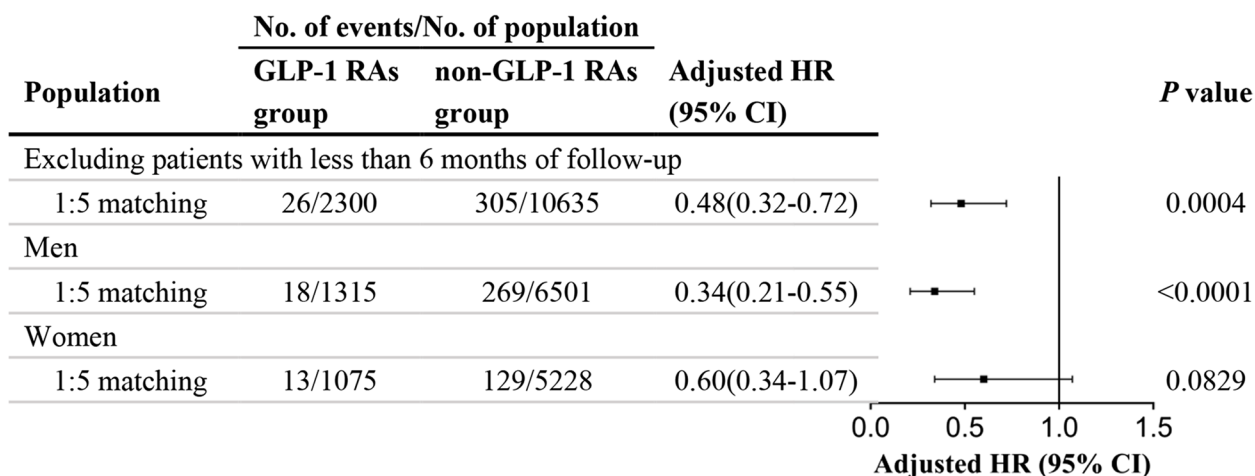 No. of events/No. of population
Population
GLP-1 RAs group
non-GLP-1 RAs group
Adjusted HR (95% CI)
P value
Excluding patients with less than 6 months of follow-up
1:5 matching 26/2300 305/10635 0.48(0.32-0.72) 0.0004
Men
1:5 matching 18/1315 269/6501 0.34(0.21-0.55) <0.0001
Women
1:5 matching 13/1075 129/5228 0.60(0.34-1.07) 0.0829
0.0 0.5 1.0 1.5
Adjusted HR (95% CI)